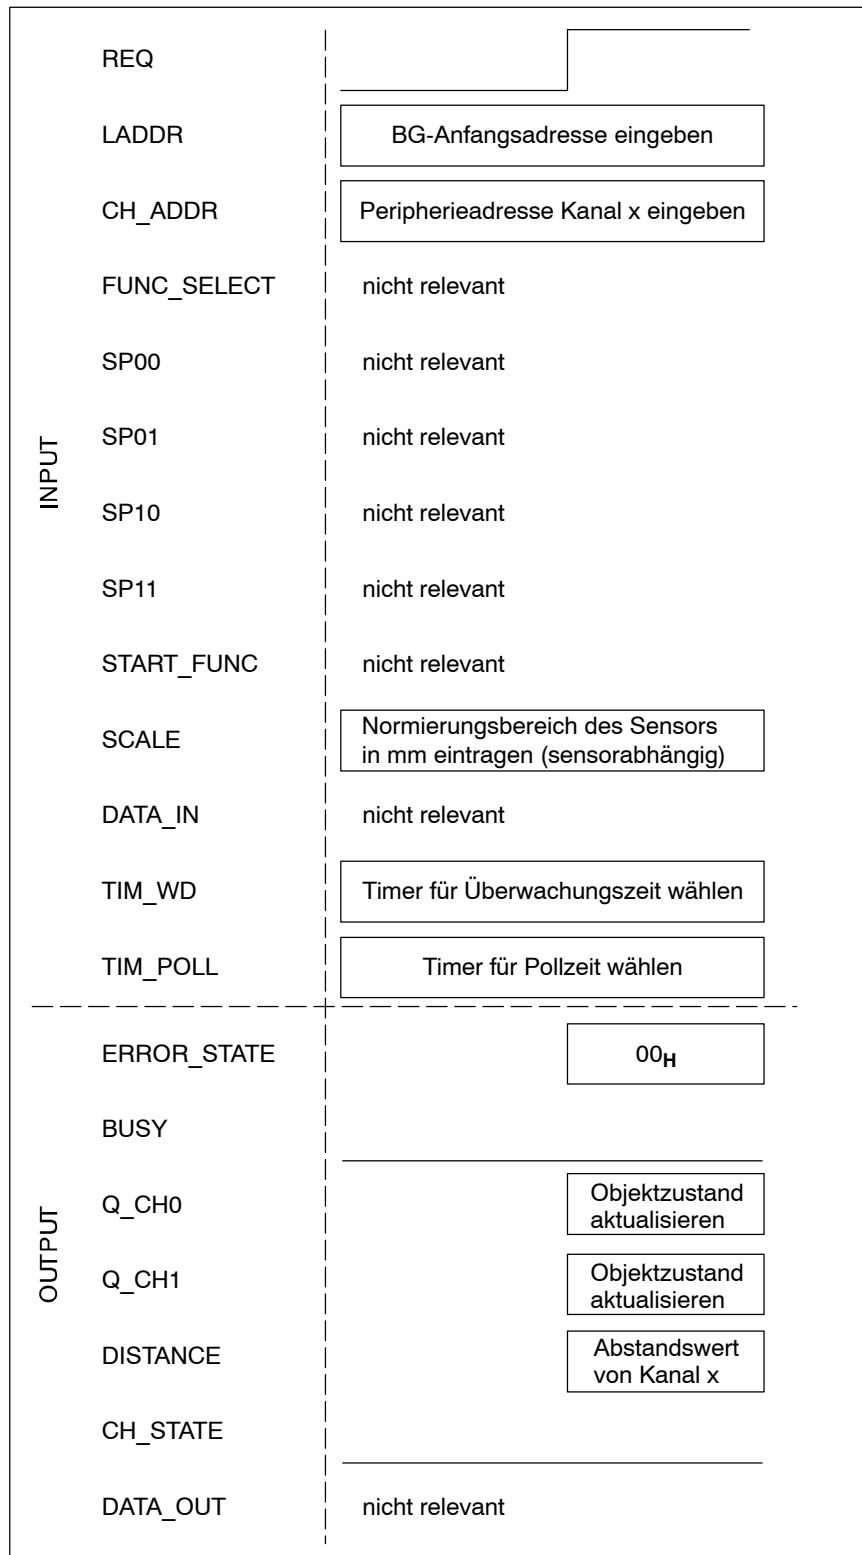 REQ
LADDR BG-Anfangsadresse eingeben
CH_ADDR Peripherieadresse Kanal x eingeben
FUNC_SELECT nicht relevant
SP00 nicht relevant
SP01 nicht relevant
INPUT
SP10 nicht relevant
SP11 nicht relevant
START_FUNC nicht relevant
SCALE Normierungsbereich des Sensors
in mm eintragen (sensorabhängig)
DATA_IN nicht relevant
TIM_WD Timer für Überwachungszeit wählen
TIM_POLL Timer für Pollzeit wählen
ERROR_STATE 00H
BUSY
Q_CH0 Objektzustand
aktualisieren
OUTPUT
Q_CH1 Objektzustand
aktualisieren
DISTANCE Abstandswert
von Kanal x
CH_STATE
DATA_OUT nicht relevant